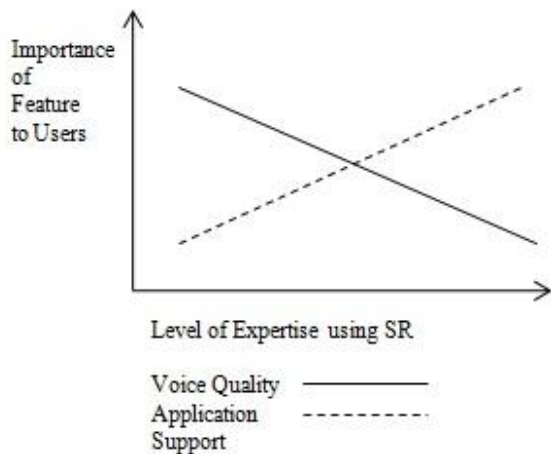 Importance
of
Feature
to Users
Level of Expertise using SR
Voice Quality
Application
Support